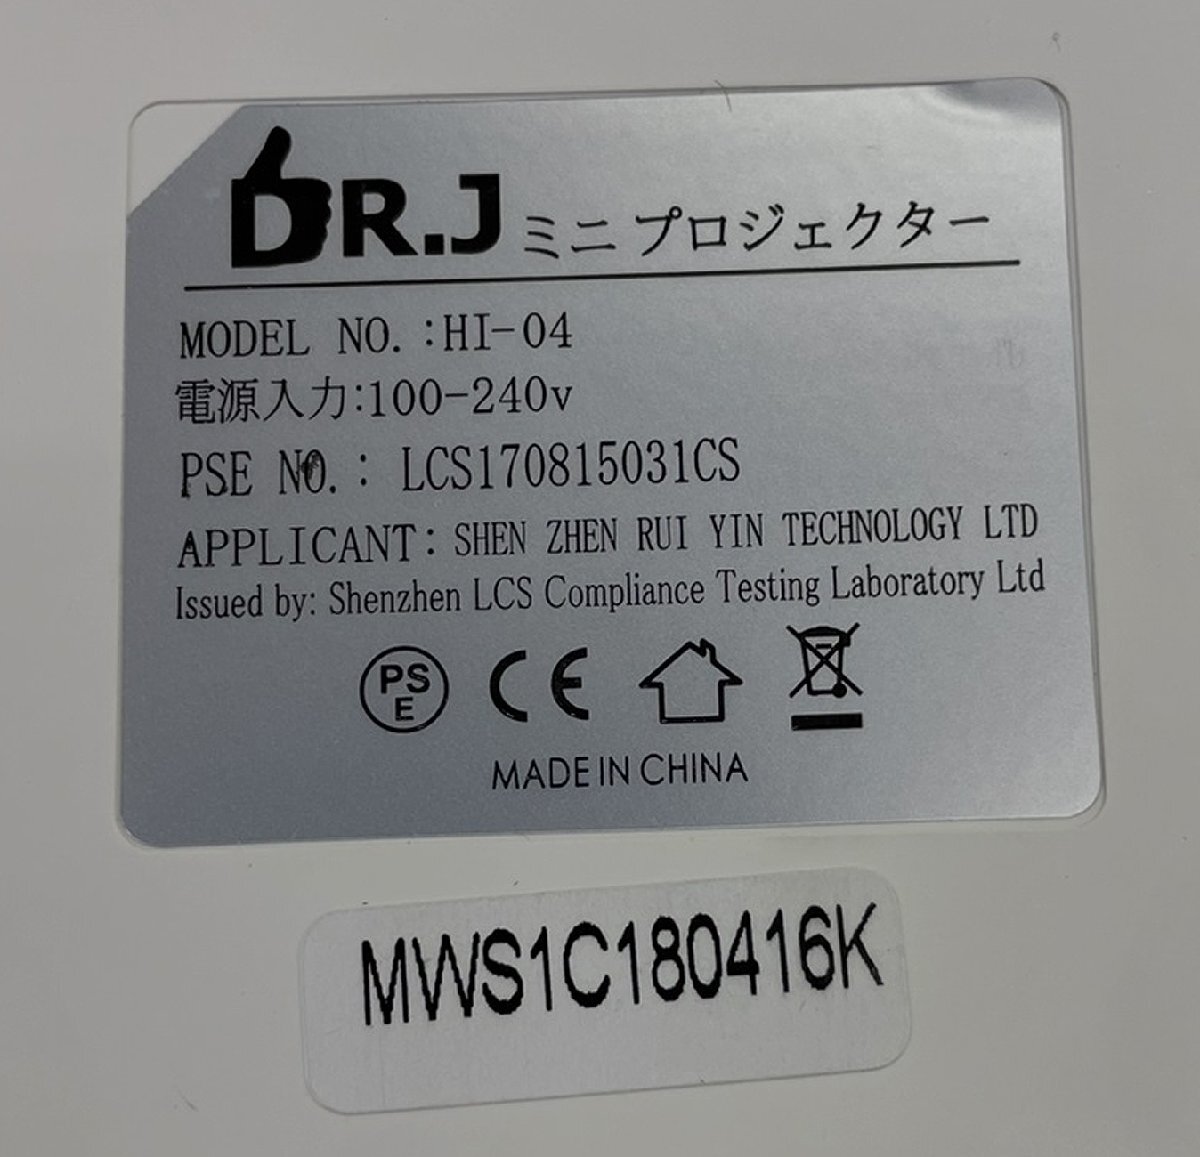 DR.J ミニプロジェクター
MODEL NO.:HI-04
電源入力:100-240v
PSE NO.: LCS170815031CS
APPLICANT: SHEN ZHEN RUI YIN TECHNOLOGY LTD
Issued by: Shenzhen LCS Compliance Testing Laboratory Ltd
PSE CE
MADE IN CHINA
MWS1C180416K